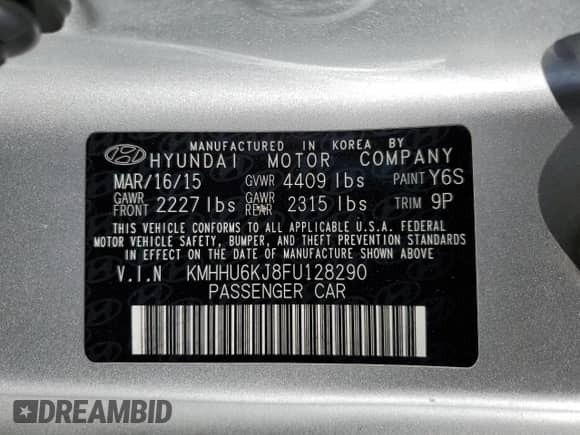 MANUFACTURED IN KOREA BY
HYUNDAI MOTOR COMPANY
MAR/16/15 GVWR 4409 lbs PAINT Y6S
GAWR FRONT 2227 lbs GAWR REAR 2315 lbs TRIM 9P
THIS VEHICLE CONFORMS TO ALL APPLICABLE U.S.A. FEDERAL
MOTOR VEHICLE SAFETY, BUMPER, AND THEFT PREVENTION
STANDARDS IN EFFECT ON THE DATE OF MANUFACTURE SHOWN ABOVE
V.I.N KMHHU6KJ8FU128290
PASSENGER CAR
DREAMBID